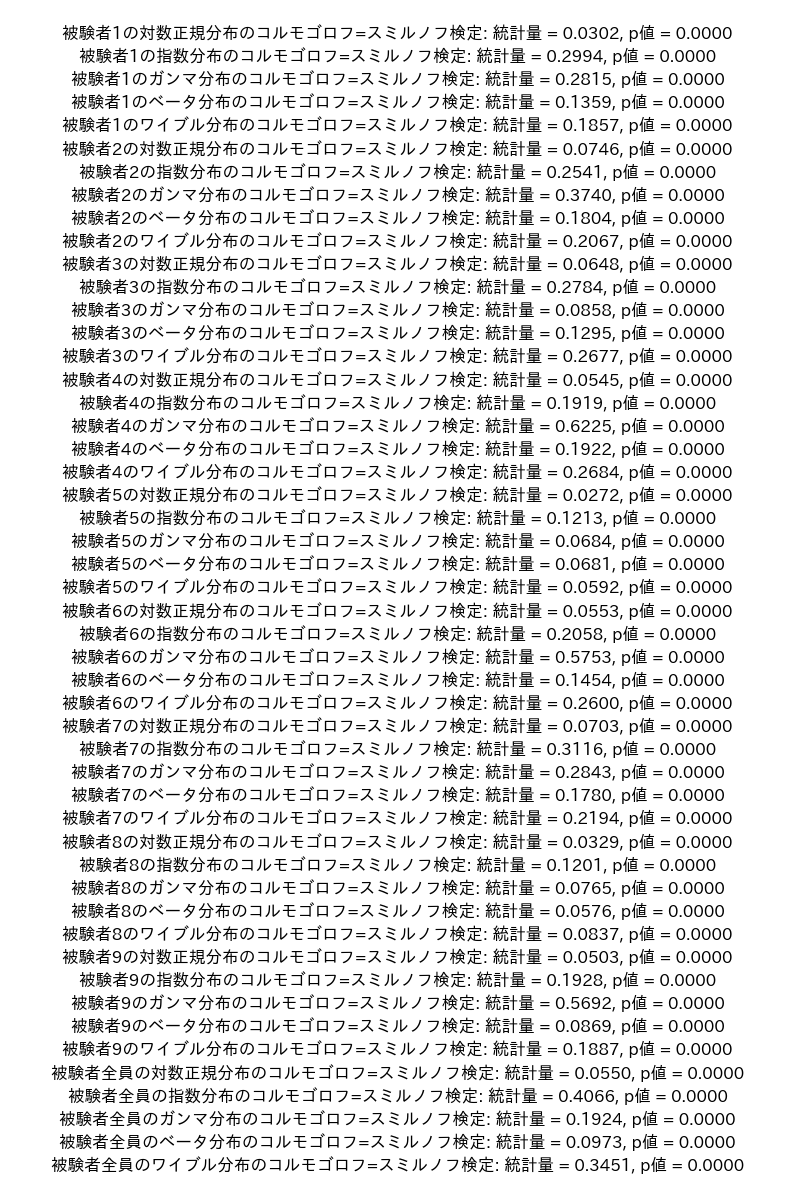 被験者1の対数正規分布のコルモゴロフ=スミルノフ検定: 統計量 = 0.0302, p値 = 0.0000
被験者1の指数分布のコルモゴロフ=スミルノフ検定: 統計量 = 0.2994, p値 = 0.0000
被験者1のガンマ分布のコルモゴロフ=スミルノフ検定: 統計量 = 0.2815, p値 = 0.0000
被験者1のベータ分布のコルモゴロフ=スミルノフ検定: 統計量 = 0.1359, p値 = 0.0000
被験者1のワイブル分布のコルモゴロフ=スミルノフ検定: 統計量 = 0.1857, p値 = 0.0000
被験者2の対数正規分布のコルモゴロフ=スミルノフ検定: 統計量 = 0.0746, p値 = 0.0000
被験者2の指数分布のコルモゴロフ=スミルノフ検定: 統計量 = 0.2541, p値 = 0.0000
被験者2のガンマ分布のコルモゴロフ=スミルノフ検定: 統計量 = 0.3740, p値 = 0.0000
被験者2のベータ分布のコルモゴロフ=スミルノフ検定: 統計量 = 0.1804, p値 = 0.0000
被験者2のワイブル分布のコルモゴロフ=スミルノフ検定: 統計量 = 0.2067, p値 = 0.0000
被験者3の対数正規分布のコルモゴロフ=スミルノフ検定: 統計量 = 0.0648, p値 = 0.0000
被験者3の指数分布のコルモゴロフ=スミルノフ検定: 統計量 = 0.2784, p値 = 0.0000
被験者3のガンマ分布のコルモゴロフ=スミルノフ検定: 統計量 = 0.0858, p値 = 0.0000
被験者3のベータ分布のコルモゴロフ=スミルノフ検定: 統計量 = 0.1295, p値 = 0.0000
被験者3のワイブル分布のコルモゴロフ=スミルノフ検定: 統計量 = 0.2677, p値 = 0.0000
被験者4の対数正規分布のコルモゴロフ=スミルノフ検定: 統計量 = 0.0545, p値 = 0.0000
被験者4の指数分布のコルモゴロフ=スミルノフ検定: 統計量 = 0.1919, p値 = 0.0000
被験者4のガンマ分布のコルモゴロフ=スミルノフ検定: 統計量 = 0.6225, p値 = 0.0000
被験者4のベータ分布のコルモゴロフ=スミルノフ検定: 統計量 = 0.1922, p値 = 0.0000
被験者4のワイブル分布のコルモゴロフ=スミルノフ検定: 統計量 = 0.2684, p値 = 0.0000
被験者5の対数正規分布のコルモゴロフ=スミルノフ検定: 統計量 = 0.0272, p値 = 0.0000
被験者5の指数分布のコルモゴロフ=スミルノフ検定: 統計量 = 0.1213, p値 = 0.0000
被験者5のガンマ分布のコルモゴロフ=スミルノフ検定: 統計量 = 0.0684, p値 = 0.0000
被験者5のベータ分布のコルモゴロフ=スミルノフ検定: 統計量 = 0.0681, p値 = 0.0000
被験者5のワイブル分布のコルモゴロフ=スミルノフ検定: 統計量 = 0.0592, p値 = 0.0000
被験者6の対数正規分布のコルモゴロフ=スミルノフ検定: 統計量 = 0.0553, p値 = 0.0000
被験者6の指数分布のコルモゴロフ=スミルノフ検定: 統計量 = 0.2058, p値 = 0.0000
被験者6のガンマ分布のコルモゴロフ=スミルノフ検定: 統計量 = 0.5753, p値 = 0.0000
被験者6のベータ分布のコルモゴロフ=スミルノフ検定: 統計量 = 0.1454, p値 = 0.0000
被験者6のワイブル分布のコルモゴロフ=スミルノフ検定: 統計量 = 0.2600, p値 = 0.0000
被験者7の対数正規分布のコルモゴロフ=スミルノフ検定: 統計量 = 0.0703, p値 = 0.0000
被験者7の指数分布のコルモゴロフ=スミルノフ検定: 統計量 = 0.3116, p値 = 0.0000
被験者7のガンマ分布のコルモゴロフ=スミルノフ検定: 統計量 = 0.2843, p値 = 0.0000
被験者7のベータ分布のコルモゴロフ=スミルノフ検定: 統計量 = 0.1780, p値 = 0.0000
被験者7のワイブル分布のコルモゴロフ=スミルノフ検定: 統計量 = 0.2194, p値 = 0.0000
被験者8の対数正規分布のコルモゴロフ=スミルノフ検定: 統計量 = 0.0329, p値 = 0.0000
被験者8の指数分布のコルモゴロフ=スミルノフ検定: 統計量 = 0.1201, p値 = 0.0000
被験者8のガンマ分布のコルモゴロフ=スミルノフ検定: 統計量 = 0.0765, p値 = 0.0000
被験者8のベータ分布のコルモゴロフ=スミルノフ検定: 統計量 = 0.0576, p値 = 0.0000
被験者8のワイブル分布のコルモゴロフ=スミルノフ検定: 統計量 = 0.0837, p値 = 0.0000
被験者9の対数正規分布のコルモゴロフ=スミルノフ検定: 統計量 = 0.0503, p値 = 0.0000
被験者9の指数分布のコルモゴロフ=スミルノフ検定: 統計量 = 0.1928, p値 = 0.0000
被験者9のガンマ分布のコルモゴロフ=スミルノフ検定: 統計量 = 0.5692, p値 = 0.0000
被験者9のベータ分布のコルモゴロフ=スミルノフ検定: 統計量 = 0.0869, p値 = 0.0000
被験者9のワイブル分布のコルモゴロフ=スミルノフ検定: 統計量 = 0.1887, p値 = 0.0000
被験者全員の対数正規分布のコルモゴロフ=スミルノフ検定: 統計量 = 0.0550, p値 = 0.0000
被験者全員の指数分布のコルモゴロフ=スミルノフ検定: 統計量 = 0.4066, p値 = 0.0000
被験者全員のガンマ分布のコルモゴロフ=スミルノフ検定: 統計量 = 0.1924, p値 = 0.0000
被験者全員のベータ分布のコルモゴロフ=スミルノフ検定: 統計量 = 0.0973, p値 = 0.0000
被験者全員のワイブル分布のコルモゴロフ=スミルノフ検定: 統計量 = 0.3451, p値 = 0.0000